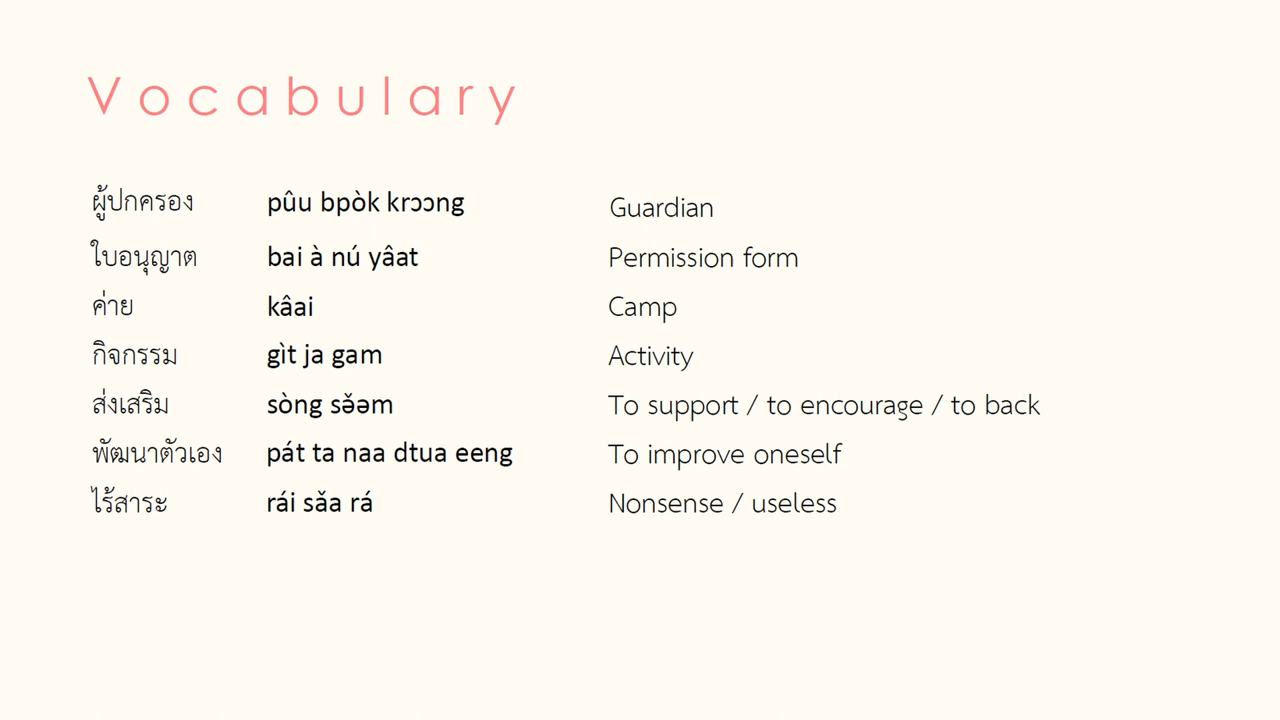 Vocabulary
ผู้ปกครอง pûu bpòk krɔɔng Guardian
ใบอนุญาต bai à nú yâat Permission form
ค่าย kâai Camp
กิจกรรม gìt ja gam Activity
ส่งเสริม sòng sə̌əm To support / to encourage / to back
พัฒนาตัวเอง pát ta naa dtua eeng To improve oneself
ไร้สาระ rái sǎa rá Nonsense / useless